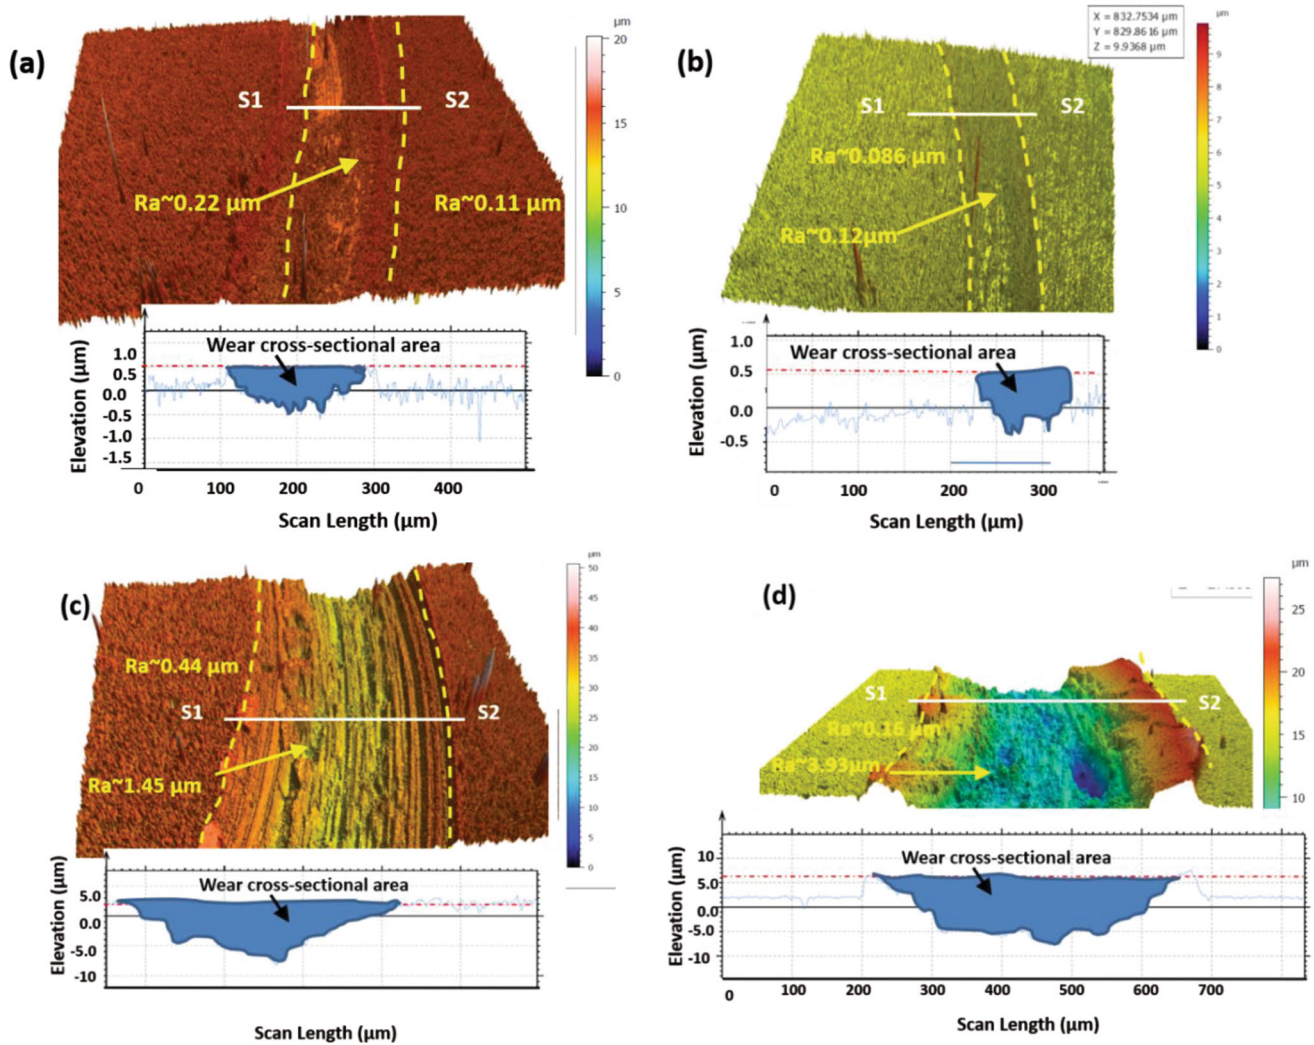 (a)
S1
S2
Ra~0.22 µm
Ra~0.11 µm
µm
20
15
10
5
0
Wear cross-sectional area
Elevation (µm)
1.0
0.5
0.0
-0.5
-1.0
-1.5
0 100 200 300 400
Scan Length (µm)
(b)
X = 832.7534 µm
Y = 829.8616 µm
Z = 9.9368 µm
S1
S2
Ra~0.086 µm
Ra~0.12µm
µm
9
8
7
6
5
4
3
2
1
0
Wear cross-sectional area
Elevation (µm)
1.0
0.5
0.0
-0.5
0 100 200 300
Scan Length (µm)
(c)
Ra~0.44 µm
S1
S2
Ra~1.45 µm
µm
50
45
40
35
30
25
20
15
10
5
0
Wear cross-sectional area
Elevation (µm)
5.0
0.0
-5.0
-10
Scan Length (µm)
(d)
S1
S2
Ra~0.16 µm
Ra~3.93µm
µm
25
20
15
10
Wear cross-sectional area
Elevation (µm)
10
5.0
0.0
-5.0
-10
0 100 200 300 400 500 600 700
Scan Length (µm)